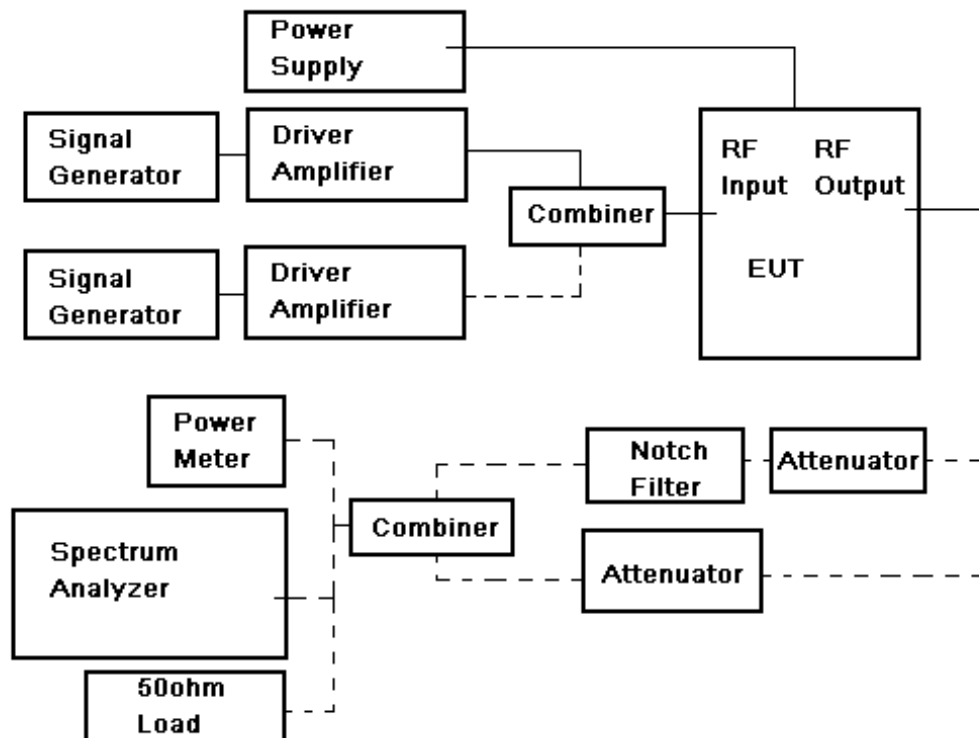 Power
Supply
Signal
Generator
Driver
Amplifier
RF
Input
RF
Output
Combiner
EUT
Signal
Generator
Driver
Amplifier
Power
Meter
Notch
Filter
Attenuator
Combiner
Spectrum
Analyzer
Attenuator
50ohm
Load